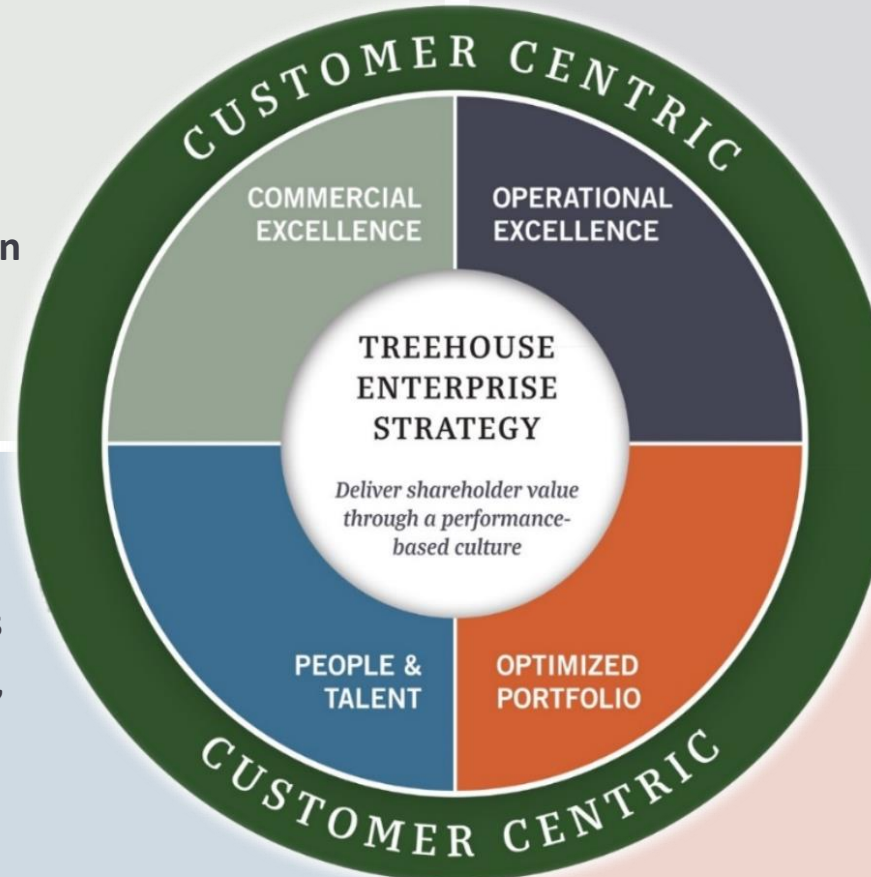 CUSTOMER CENTRIC
COMMERCIAL
EXCELLENCE
OPERATIONAL
EXCELLENCE
TREEHOUSE
ENTERPRISE
STRATEGY
Deliver shareholder value
through a performance-
based culture
PEOPLE &
TALENT
OPTIMIZED
PORTFOLIO
CUSTOMER CENTRIC